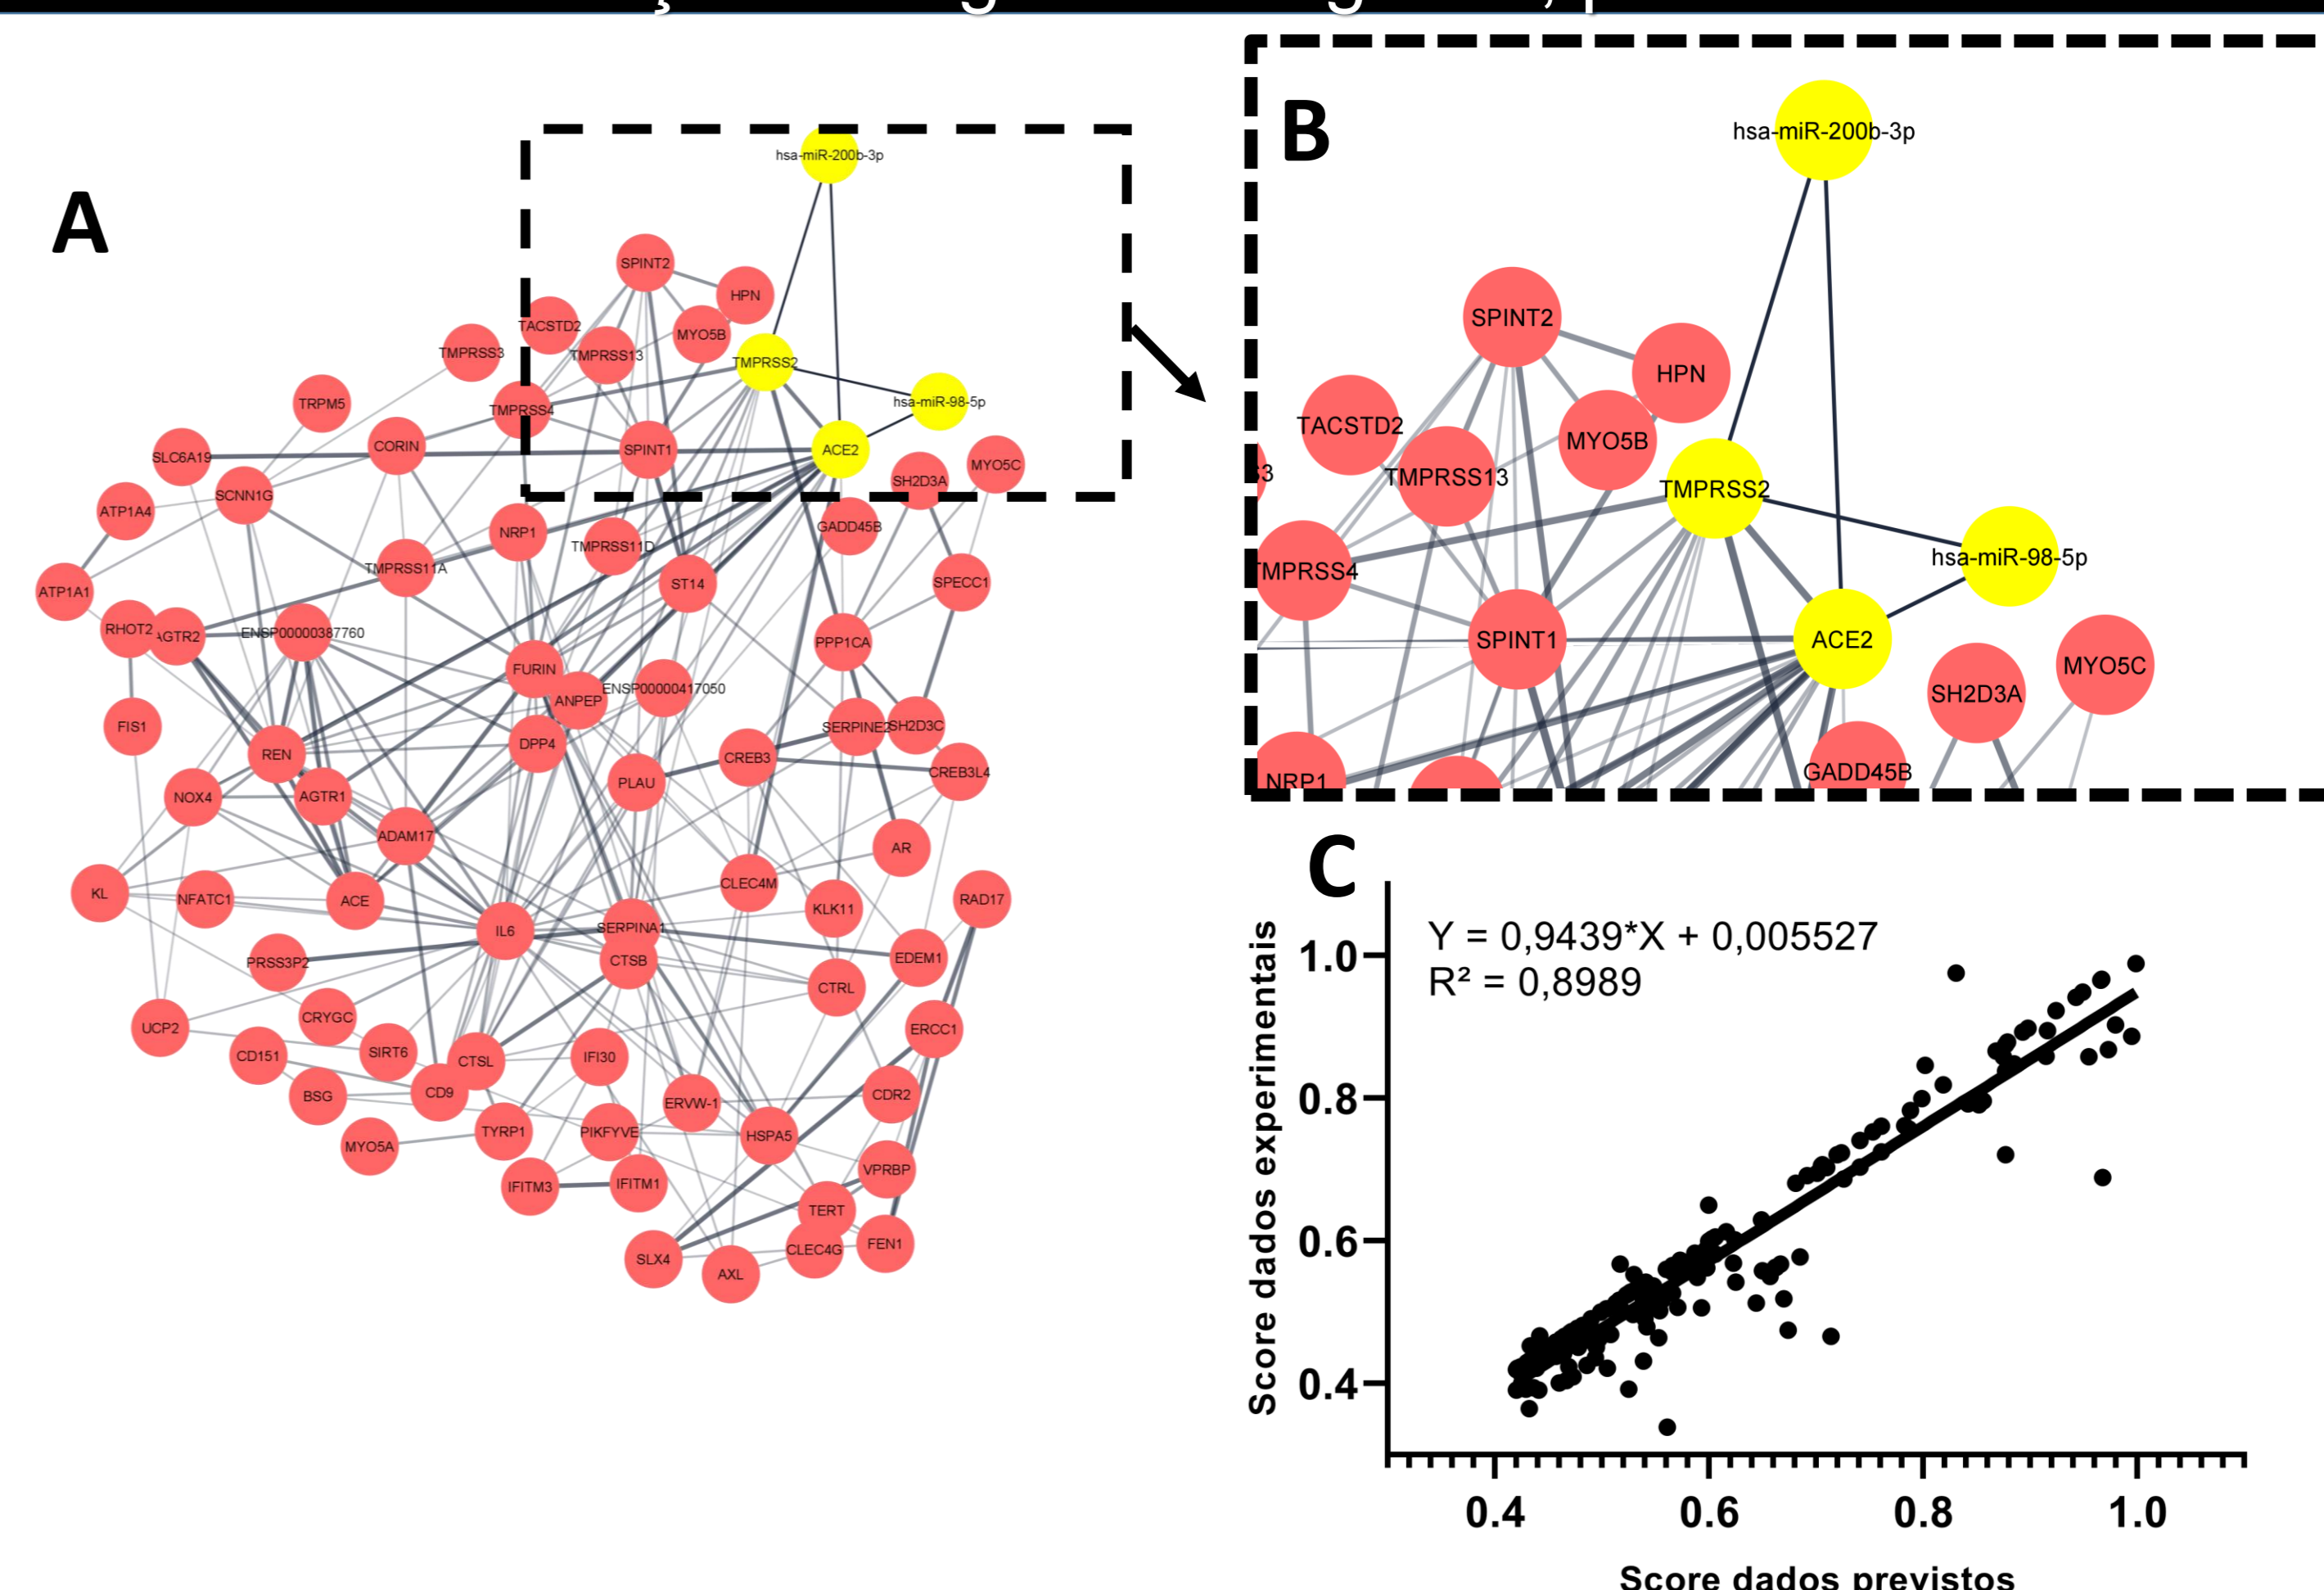 A
hsa-miR-200b-3p
SPINT2
HPN
TACSTD2
MYO5B
TMPRSS3
TMPRSS13
TMPRSS2
TRPM5
TMPRSS4
hsa-miR-98-5p
SLC6A19
CORIN
SPINT1
ACE2
MYO5C
SCNN1G
SH2D3A
ATP1A4
NRP1
TMPRSS11D
GADD45B
TMPRSS11A
ST14
SPECC1
ATP1A1
RHOT2
AGTR2
ENSP00000387760
PPP1CA
FURIN
ANPEP
ENSP00000417050
FIS1
SERPINE2
SH2D3C
REN
DPP4
CREB3
CREB3L4
NOX4
AGTR1
PLAU
ADAM17
AR
KL
NFATC1
ACE
CLEC4M
KLK11
RAD17
IL6
SERPINA1
PRSS3P2
CTSB
EDEM1
CTRL
UCP2
CRYGC
ERCC1
CD151
SIRT6
CTSL
IFI30
BSG
CD9
ERVW-1
CDR2
MYO5A
TYRP1
PIKFYVE
HSPA5
IFITM3
IFITM1
VPRBP
TERT
SLX4
AXL
CLEC4G
FEN1
B
hsa-miR-200b-3p
SPINT2
HPN
TACSTD2
MYO5B
S3
TMPRSS13
TMPRSS2
MPRSS4
hsa-miR-98-5p
SPINT1
ACE2
MYO5C
SH2D3A
NRP1
GADD45B
C
Y = 0,9439*X + 0,005527
R² = 0,8989
Score dados experimentais
1.0
0.8
0.6
0.4
0.4 0.6 0.8 1.0
Score dados previstos